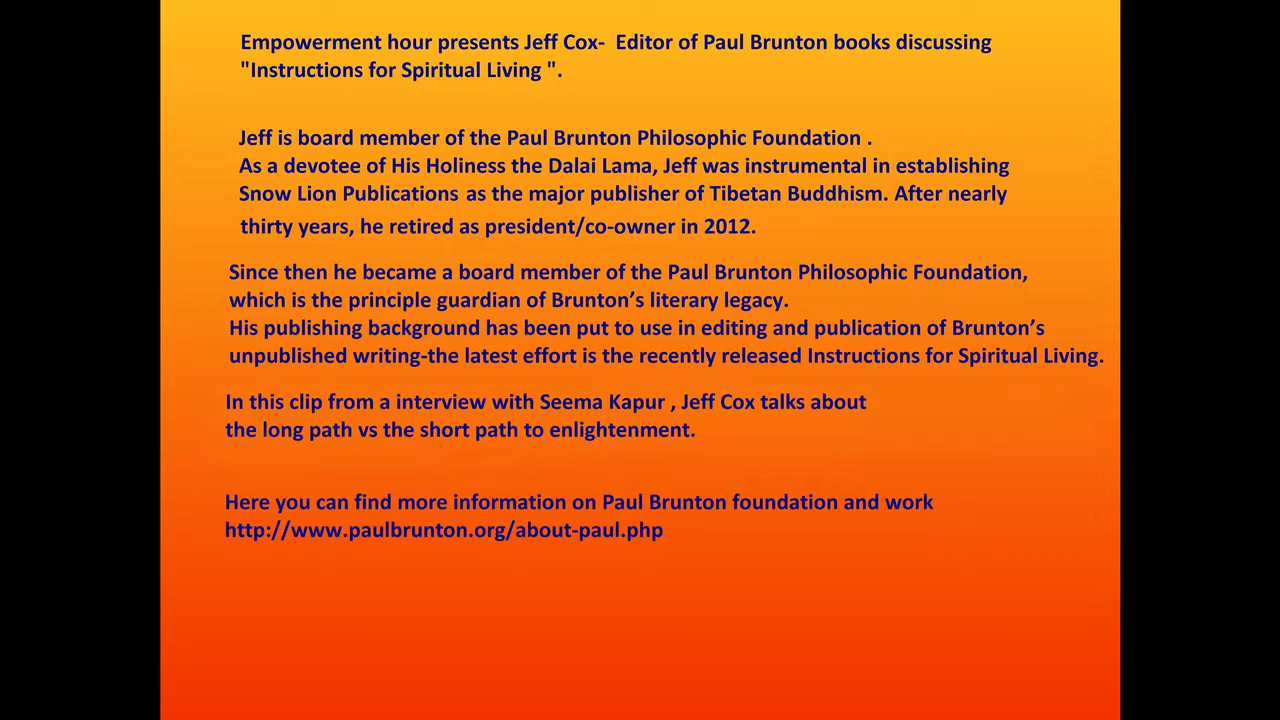 Empowerment hour presents Jeff Cox-  Editor of Paul Brunton books discussing
"Instructions for Spiritual Living ".
Jeff is board member of the Paul Brunton Philosophic Foundation .
As a devotee of His Holiness the Dalai Lama, Jeff was instrumental in establishing
Snow Lion Publications as the major publisher of Tibetan Buddhism. After nearly
thirty years, he retired as president/co-owner in 2012.
Since then he became a board member of the Paul Brunton Philosophic Foundation,
which is the principle guardian of Brunton’s literary legacy.
His publishing background has been put to use in editing and publication of Brunton’s
unpublished writing-the latest effort is the recently released Instructions for Spiritual Living.
In this clip from a interview with Seema Kapur , Jeff Cox talks about
the long path vs the short path to enlightenment.
Here you can find more information on Paul Brunton foundation and work
http://www.paulbrunton.org/about-paul.php